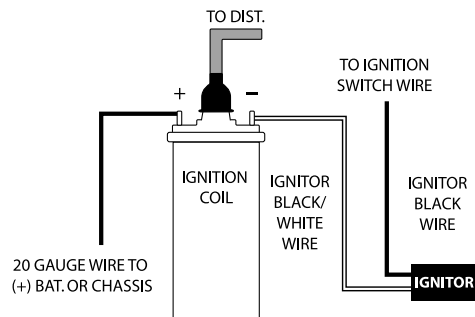 TO DIST.
+
−
TO IGNITION
SWITCH WIRE
IGNITION
COIL
IGNITOR
BLACK/
WHITE
WIRE
IGNITOR
BLACK
WIRE
20 GAUGE WIRE TO
(+) BAT. OR CHASSIS
IGNITOR